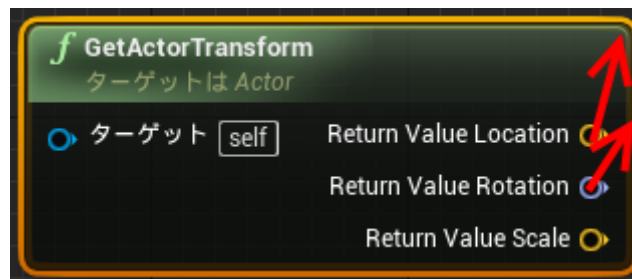 f GetActorTransform
ターゲットは Actor
ターゲット self
Return Value Location
Return Value Rotation
Return Value Scale